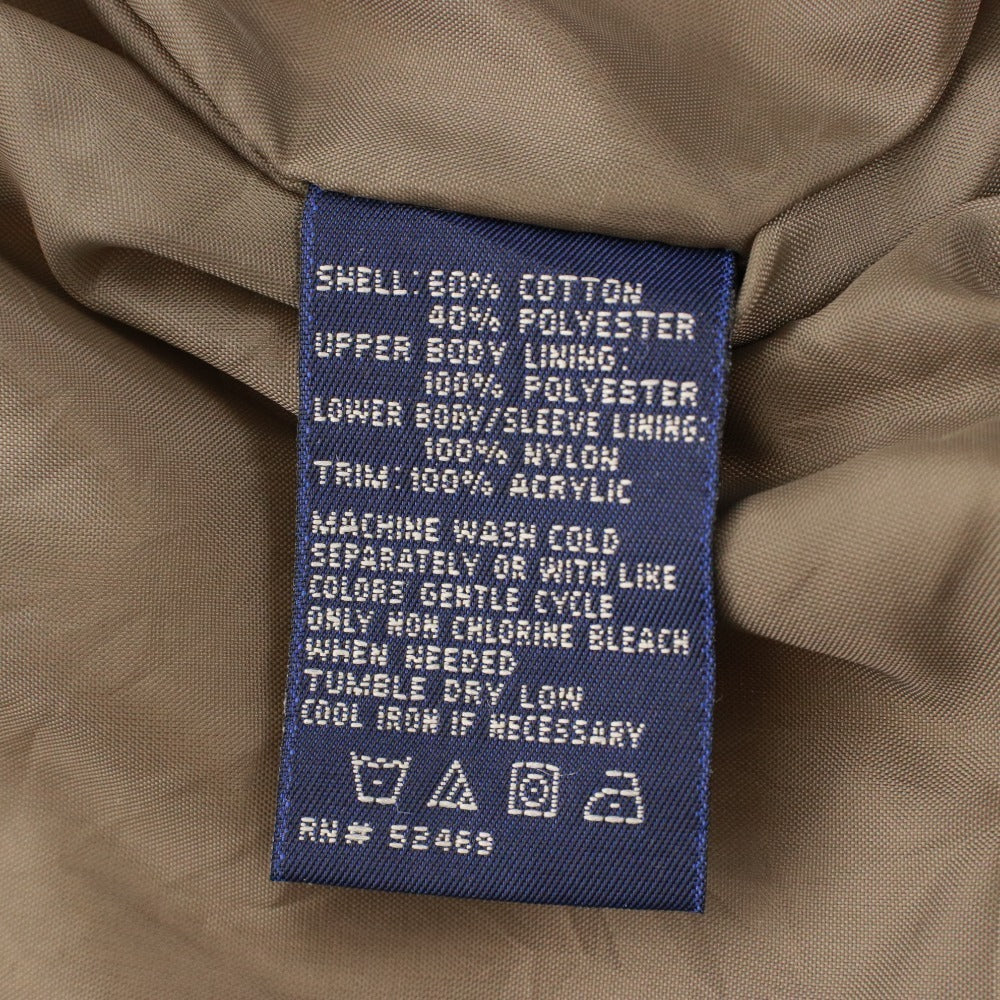 SHELL: 60% COTTON
40% POLYESTER
UPPER BODY LINING:
100% POLYESTER
LOWER BODY/SLEEVE LINING:
100% NYLON
TRIM: 100% ACRYLIC
MACHINE WASH COLD
SEPARATELY OR WITH LIKE
COLORS GENTLE CYCLE
ONLY NON CHLORINE BLEACH
WHEN NEEDED
TUMBLE DRY LOW
COOL IRON IF NECESSARY
RN# 52469